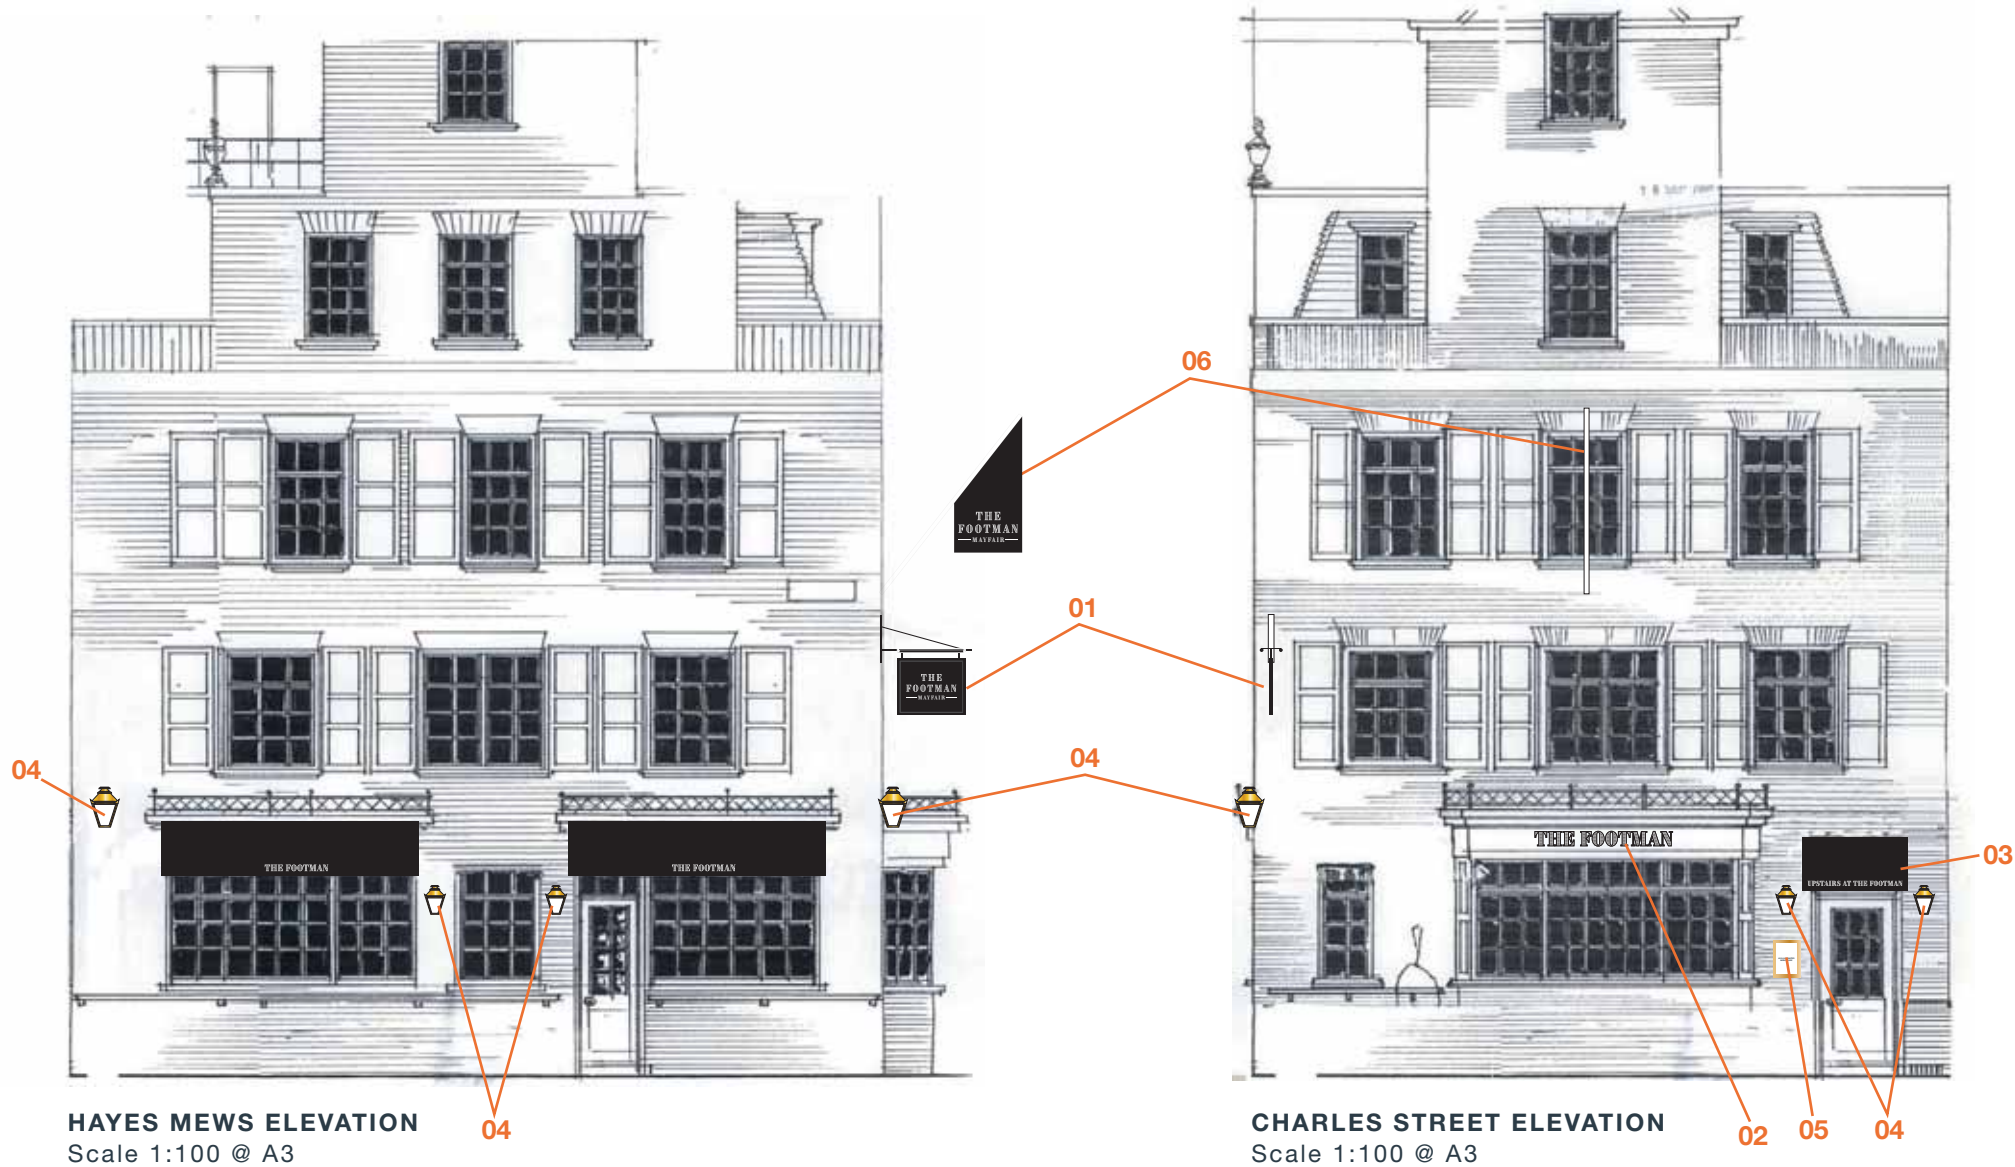 06
THE
FOOTMAN
MAYFAIR
01
THE
FOOTMAN
MAYFAIR
04
04
THE FOOTMAN
THE FOOTMAN
THE FOOTMAN
03
UPSTAIRS AT THE FOOTMAN
HAYES MEWS ELEVATION
Scale 1:100 @ A3
04
CHARLES STREET ELEVATION
Scale 1:100 @ A3
02
05
04